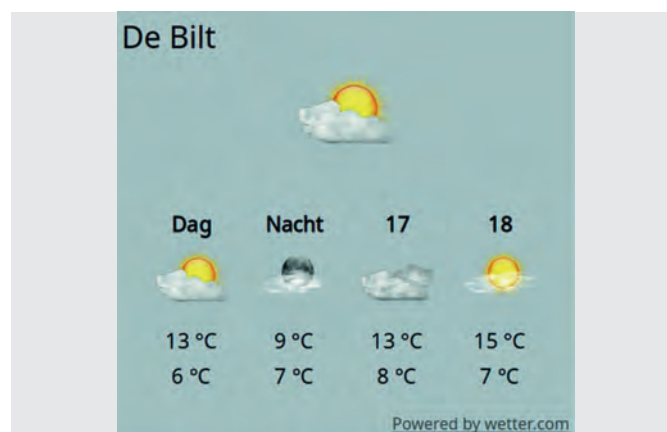 De Bilt
Dag Nacht 17 18
13 °C 9 °C 13 °C 15 °C
6 °C 7 °C 8 °C 7 °C
Powered by wetter.com